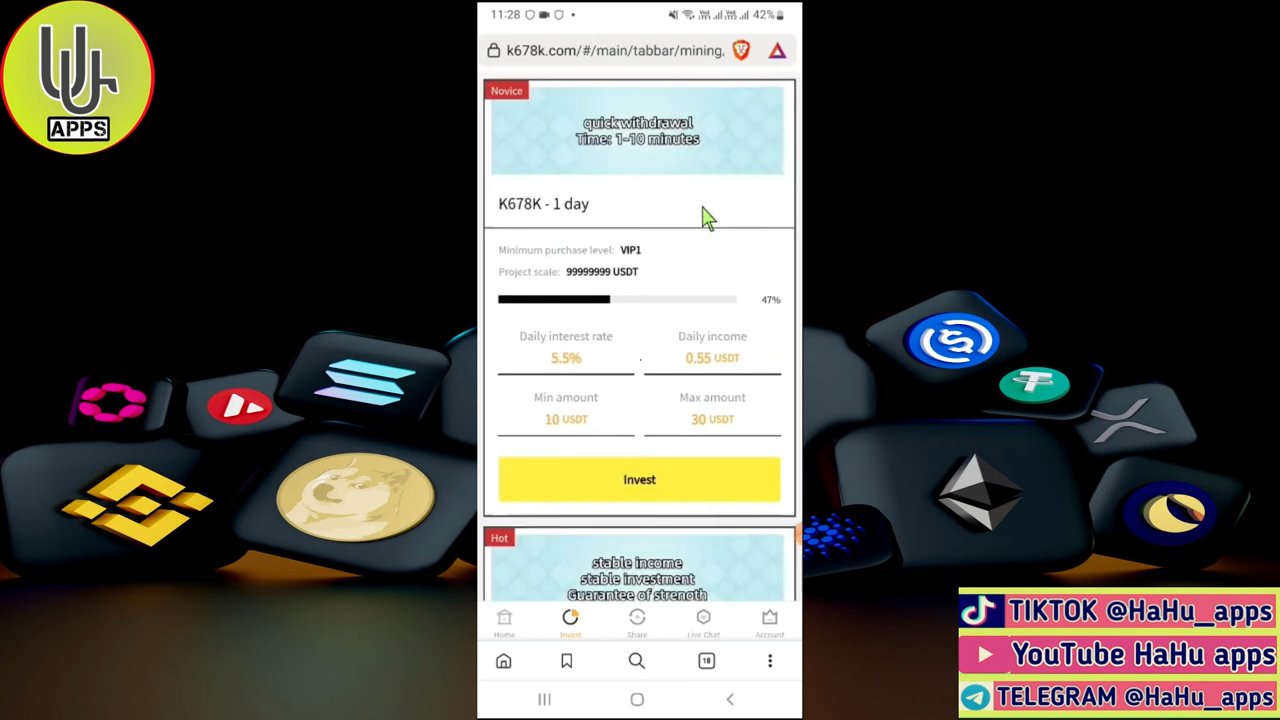 UU
APPS
11:28
42%
k678k.com/#/main/tabbar/mining,
Novice
quick withdrawal
Time: 1-10 minutes
K678K - 1 day
Minimum purchase level: VIP1
Project scale: 99999999 USDT
47%
Daily interest rate Daily income
5.5% 0.55 USDT
Min amount Max amount
10 USDT 30 USDT
Invest
Hot
stable income
stable investment
Guarantee of strength
Home Invest Share Live Chat Account
18
TIKTOK @HaHu_apps
YouTube HaHu apps
TELEGRAM @HaHu_apps